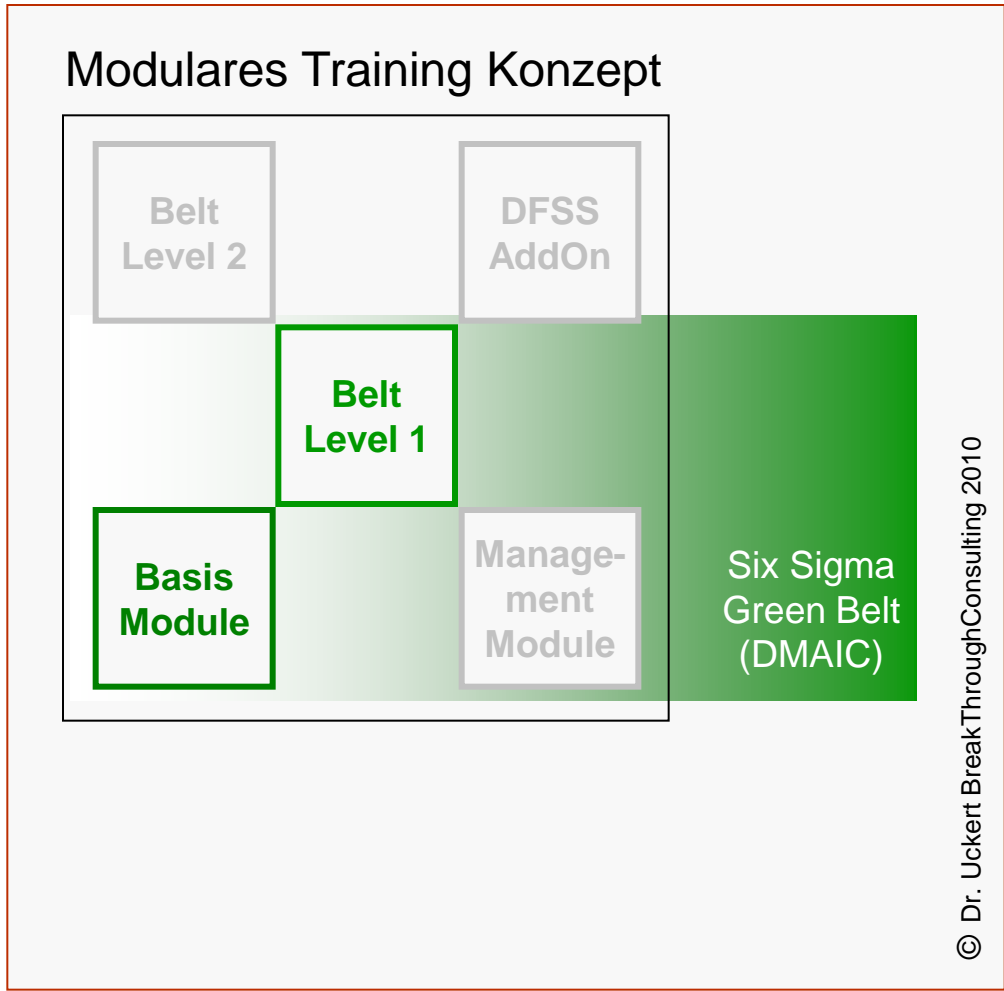 Modulares Training Konzept
Belt
Level 2
DFSS
AddOn
Belt
Level 1
Basis
Module
Manage-
ment
Module
Six Sigma
Green Belt
(DMAIC)
© Dr. Uckert BreakThroughConsulting 2010